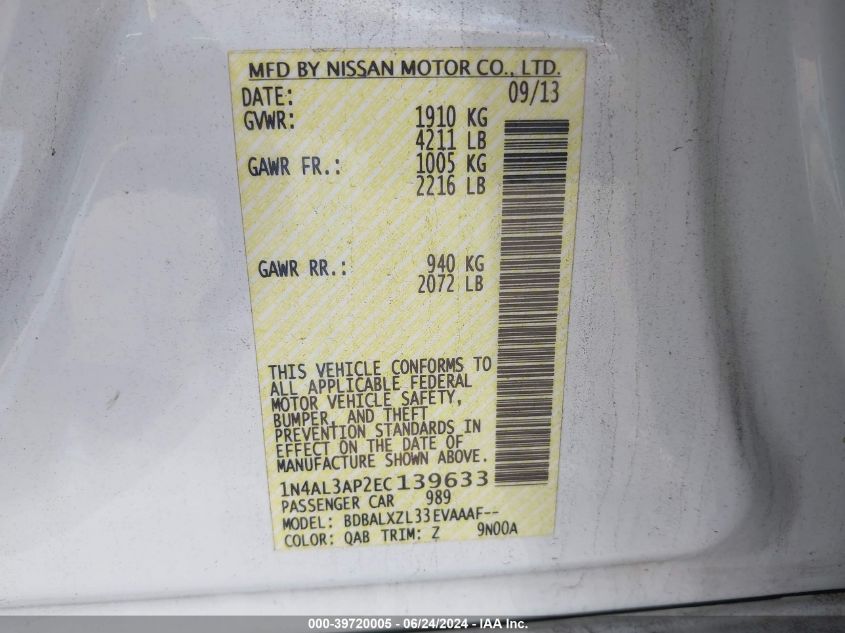 MFD BY NISSAN MOTOR CO., LTD.
DATE: 09/13
GVWR: 1910 KG
4211 LB
GAWR FR.: 1005 KG
2216 LB
GAWR RR.: 940 KG
2072 LB
THIS VEHICLE CONFORMS TO
ALL APPLICABLE FEDERAL
MOTOR VEHICLE SAFETY,
BUMPER, AND THEFT
PREVENTION STANDARDS IN
EFFECT ON THE DATE OF
MANUFACTURE SHOWN ABOVE.
1N4AL3AP2EC139633
PASSENGER CAR 989
MODEL: BDBALXZL33EVAAAF--
COLOR: QAB TRIM: Z 9N00A
000-39720005 - 06/24/2024 - IAA Inc.